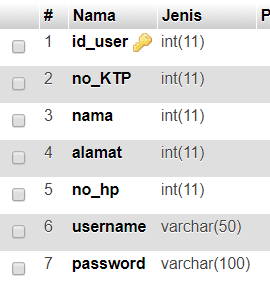 # Nama Jenis P
1 id_user int(11)
2 no_KTP int(11)
3 nama int(11)
4 alamat int(11)
5 no_hp int(11)
6 username varchar(50)
7 password varchar(100)